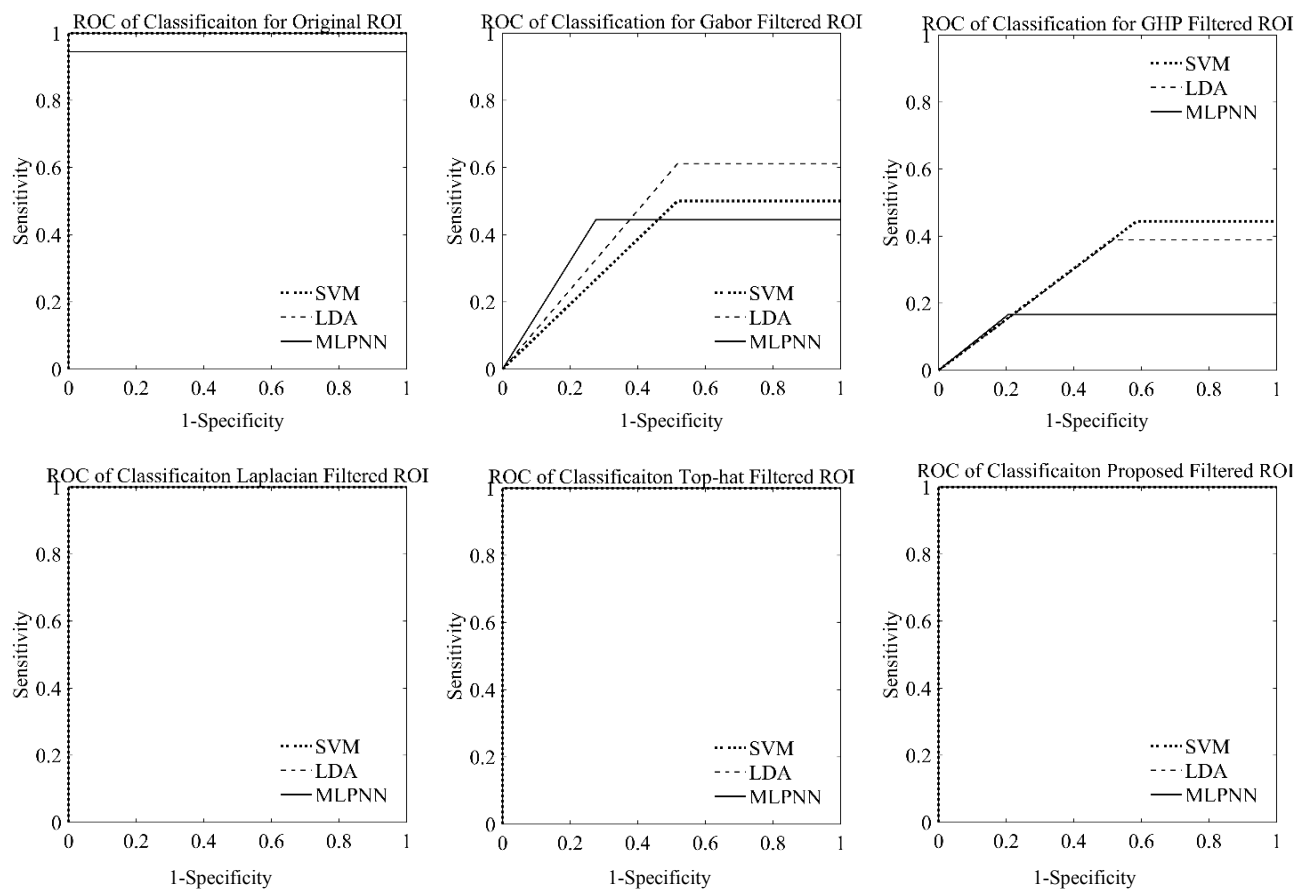 ROC of Classificaiton for Original ROI
1
0.8
0.6
0.4
0.2
0
Sensitivity
SVM
LDA
MLPNN
0 0.2 0.4 0.6 0.8 1
1-Specificity
ROC of Classification for Gabor Filtered ROI
1
0.8
0.6
0.4
0.2
0
Sensitivity
SVM
LDA
MLPNN
0 0.2 0.4 0.6 0.8 1
1-Specificity
ROC of Classification for GHP Filtered ROI
1
0.8
0.6
0.4
0.2
0
Sensitivity
SVM
LDA
MLPNN
0 0.2 0.4 0.6 0.8 1
1-Specificity
ROC of Classificaiton Laplacian Filtered ROI
1
0.8
0.6
0.4
0.2
0
Sensitivity
SVM
LDA
MLPNN
0 0.2 0.4 0.6 0.8 1
1-Specificity
ROC of Classificaiton Top-hat Filtered ROI
1
0.8
0.6
0.4
0.2
0
Sensitivity
SVM
LDA
MLPNN
0 0.2 0.4 0.6 0.8 1
1-Specificity
ROC of Classificaiton Proposed Filtered ROI
1
0.8
0.6
0.4
0.2
0
Sensitivity
SVM
LDA
MLPNN
0 0.2 0.4 0.6 0.8 1
1-Specificity